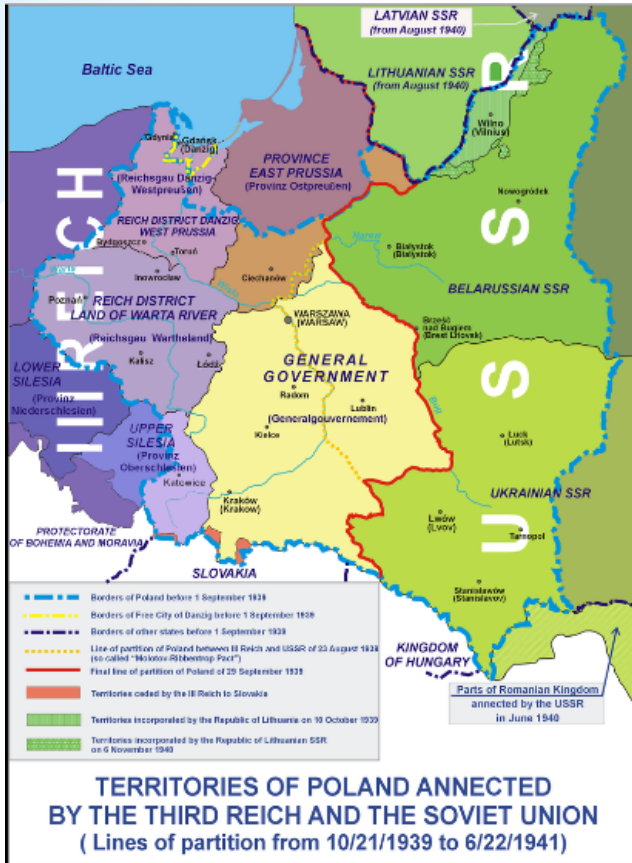 LATVIAN SSR
(from August 1940)
Baltic Sea
LITHUANIAN SSR
(from August 1940)
Wilno
(Vilnius)
Gdynia
Gdańsk
(Danzig)
PROVINCE
EAST PRUSSIA
(Provinz Ostpreußen)
(Reichsgau Danzig-
Westpreußen)
Nowogródek
REICH DISTRICT DANZIG
WEST PRUSSIA
Bydgoszcz
Toruń
Narew
Białystok
(Bialystok)
Inowrocław
Ciechanów
Warta
Wisła
Poznań
REICH DISTRICT
LAND OF WARTA RIVER
(Reichsgau Wartheland)
BELARUSSIAN SSR
WARSZAWA
(WARSAW)
Brześć
nad Bugiem
(Brest Litovsk)
Kalisz
Łódź
GENERAL
GOVERNMENT
LOWER
SILESIA
(Provinz
Niederschlesien)
Radom
Lublin
(Generalgouvernement)
Bug
Kielce
UPPER
SILESIA
(Provinz
Oberschlesien)
Łuck
(Lutsk)
Katowice
UKRAINIAN SSR
Kraków
(Krakow)
Lwów
(Lvov)
Tarnopol
PROTECTORATE
OF BOHEMIA AND MORAVIA
SLOVAKIA
Stanisławów
(Stanislavov)
III REICH
USSR
KINGDOM
OF HUNGARY
Parts of Romanian Kingdom
annected by the USSR
in June 1940
Borders of Poland before 1 September 1939
Borders of Free City of Danzig before 1 September 1939
Borders of other states before 1 September 1939
Line of partition of Poland between III Reich and USSR of 23 August 1939
(so called "Molotov-Ribbentrop Pact")
Final line of partition of Poland of 29 September 1939
Territories ceded by the III Reich to Slovakia
Territories incorporated by the Republic of Lithuania on 10 October 1939
Territories incorporated by the Republic of Lithuanian SSR
on 6 November 1940
TERRITORIES OF POLAND ANNECTED
BY THE THIRD REICH AND THE SOVIET UNION
( Lines of partition from 10/21/1939 to 6/22/1941)